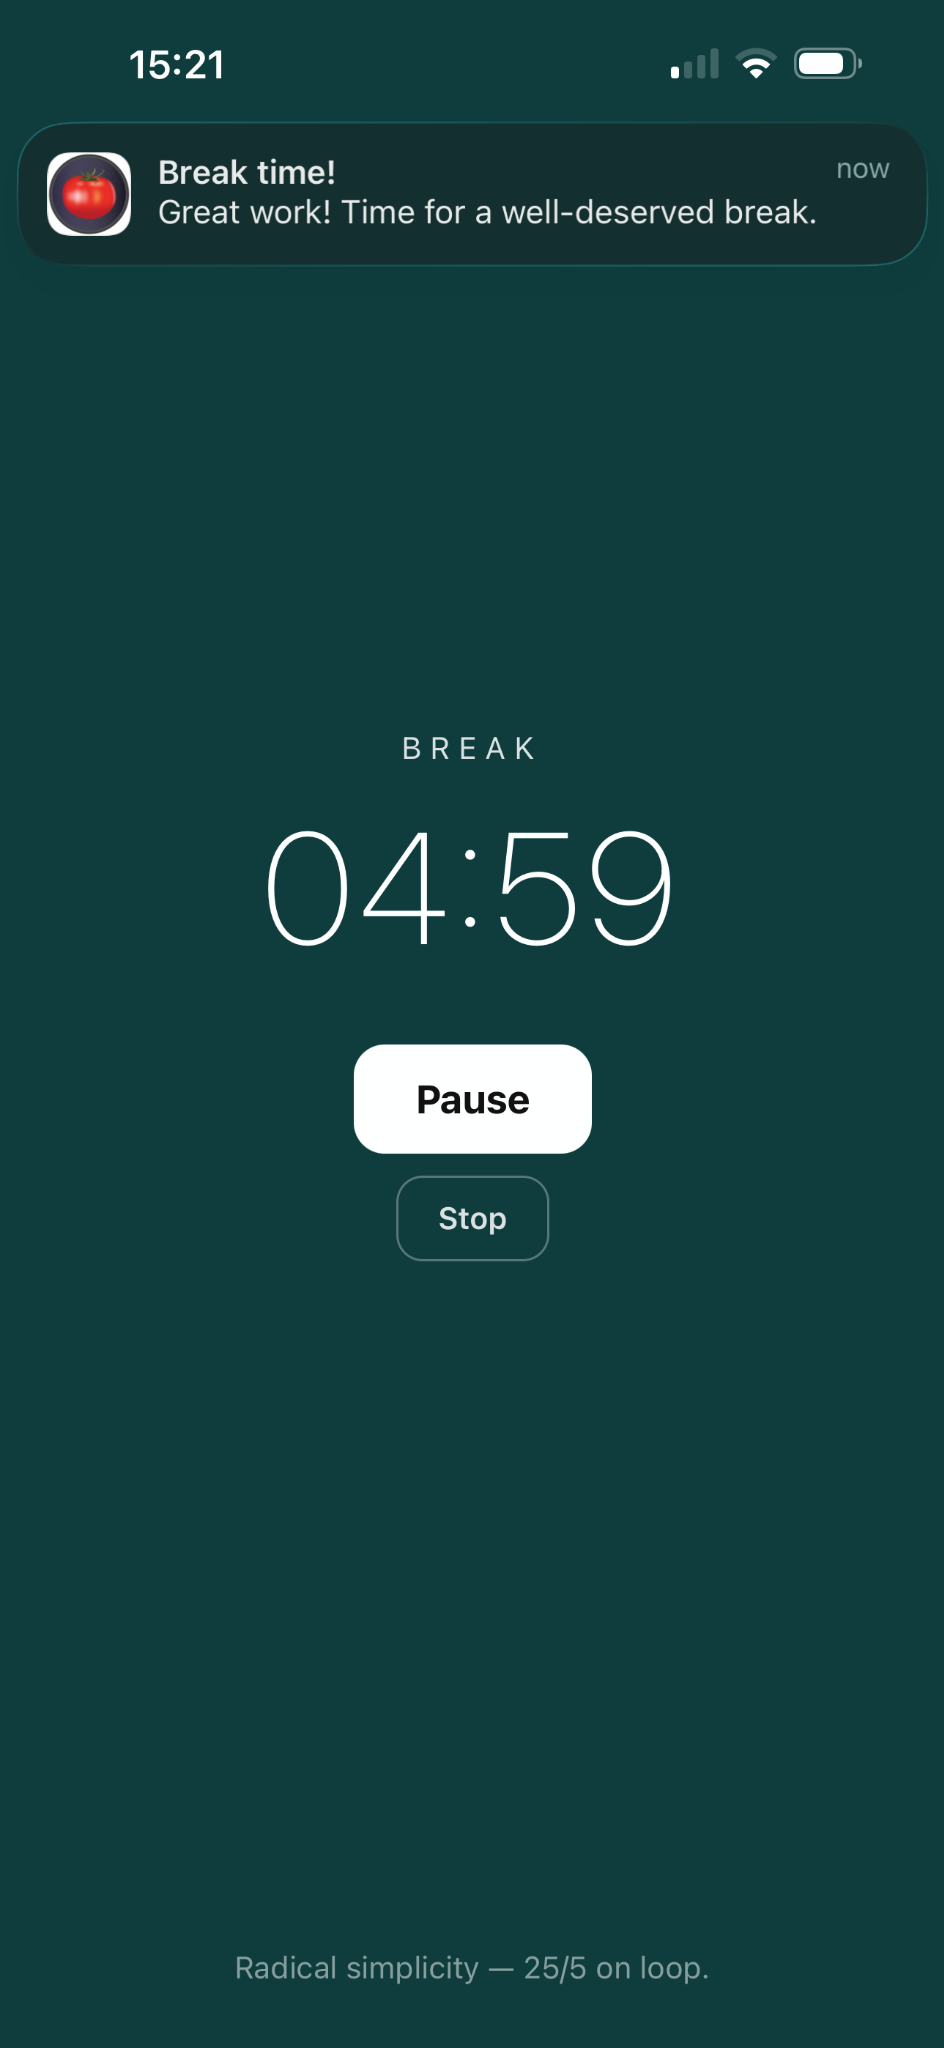 15:21
Break time!
now
Great work! Time for a well-deserved break.
BREAK
04:59
Pause
Stop
Radical simplicity — 25/5 on loop.